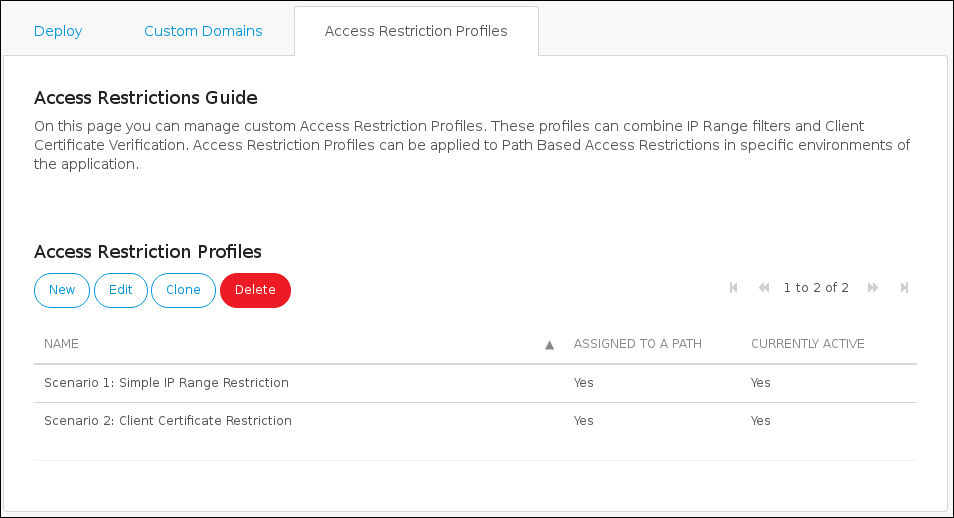 Deploy Custom Domains Access Restriction Profiles
Access Restrictions Guide
On this page you can manage custom Access Restriction Profiles. These profiles can combine IP Range filters and Client
Certificate Verification. Access Restriction Profiles can be applied to Path Based Access Restrictions in specific environments of
the application.
Access Restriction Profiles
New Edit Clone Delete 1 to 2 of 2
NAME ▲ ASSIGNED TO A PATH CURRENTLY ACTIVE
Scenario 1: Simple IP Range Restriction Yes Yes
Scenario 2: Client Certificate Restriction Yes Yes